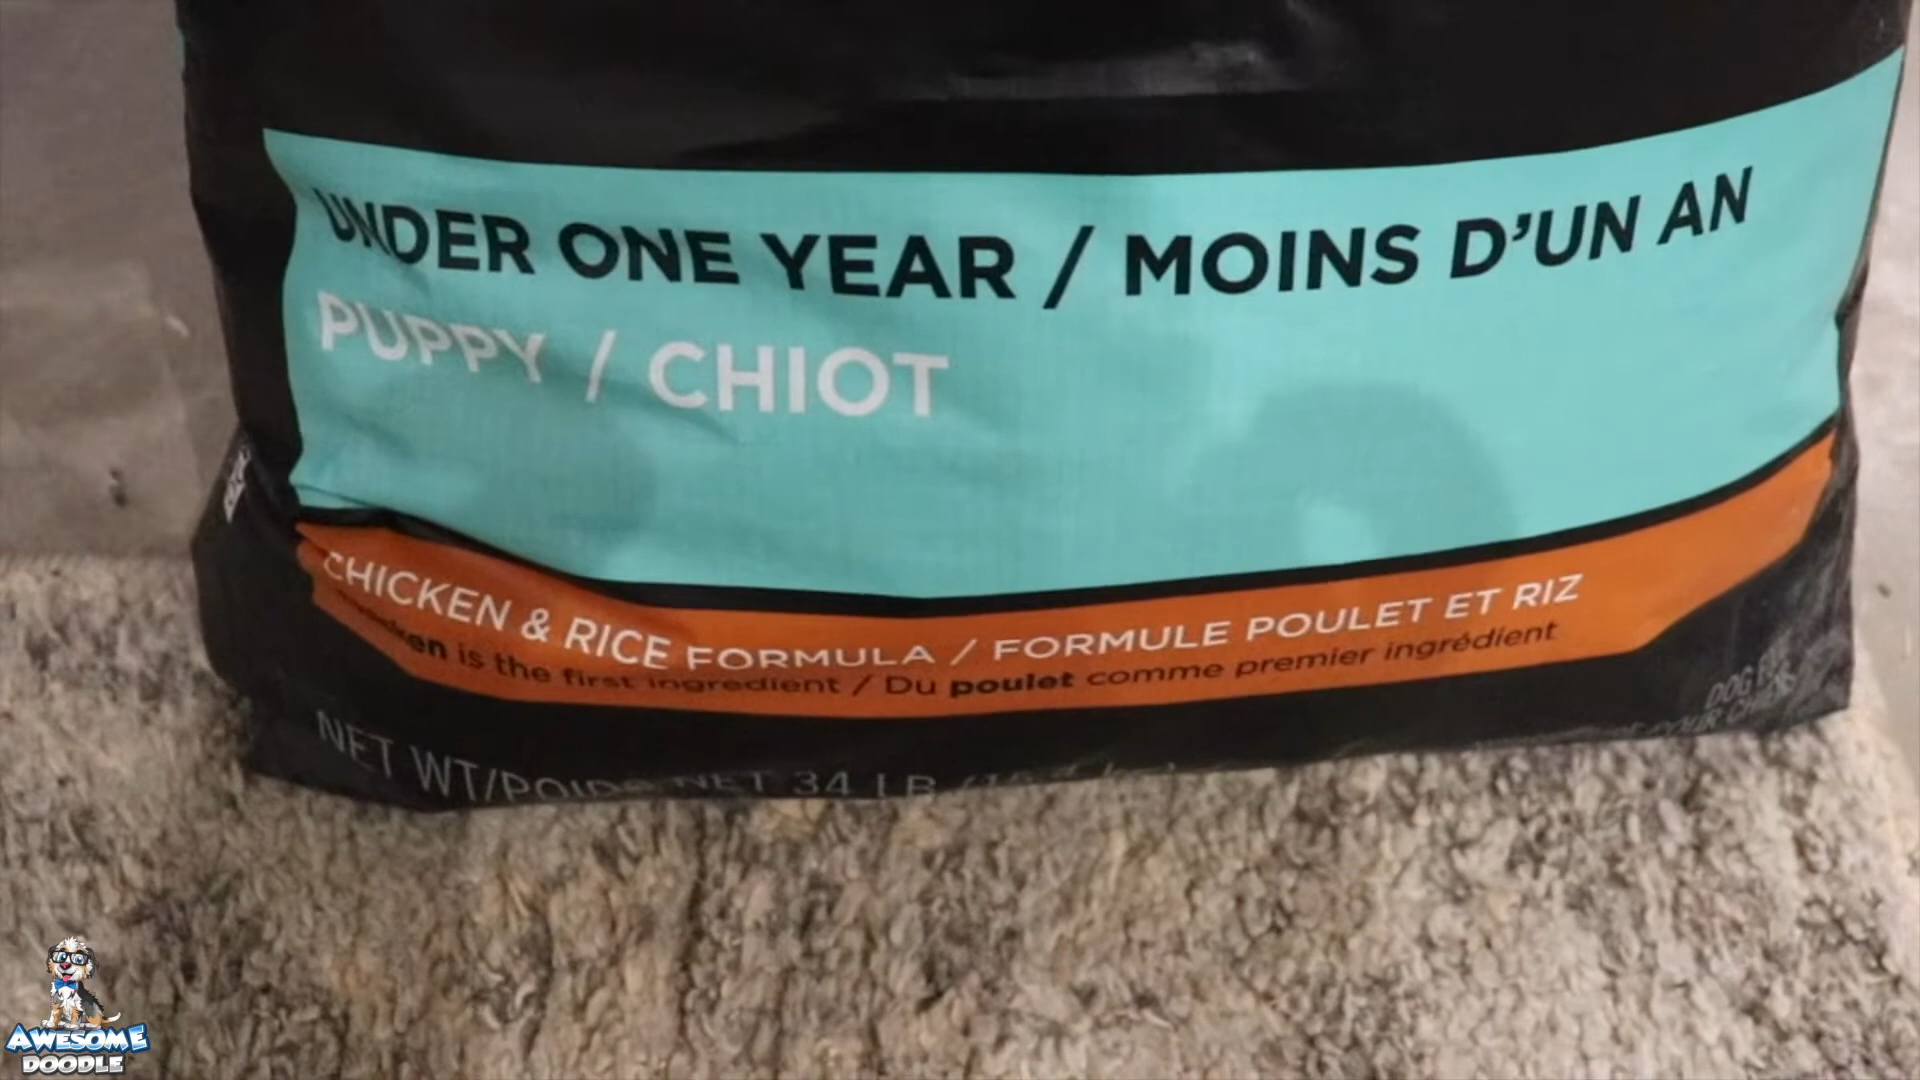 UNDER ONE YEAR / MOINS D'UN AN
PUPPY / CHIOT
CHICKEN & RICE FORMULA / FORMULE POULET ET RIZ
is the first ingredient / Du poulet comme premier ingrédient
NET WT/POIDS NET 34 LB
DOG
AWESOME
DOODLE